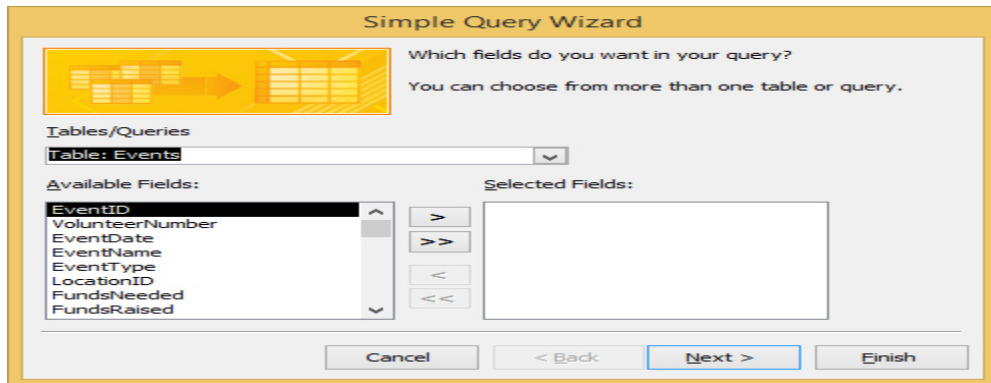 Simple Query Wizard
Which fields do you want in your query?
You can choose from more than one table or query.
Tables/Queries
Table: Events
Available Fields:
Selected Fields:
EventID
VolunteerNumber
EventDate
EventName
EventType
LocationID
FundsNeeded
FundsRaised
>
>>
<
<<
Cancel
< Back
Next >
Finish